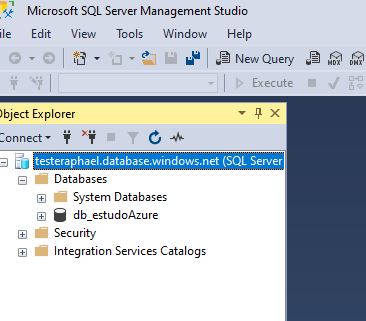 Microsoft SQL Server Management Studio
File Edit View Tools Window Help
New Query MDX DMX
Execute
Object Explorer
Connect
testeraphael.database.windows.net (SQL Server
Databases
System Databases
db_estudoAzure
Security
Integration Services Catalogs